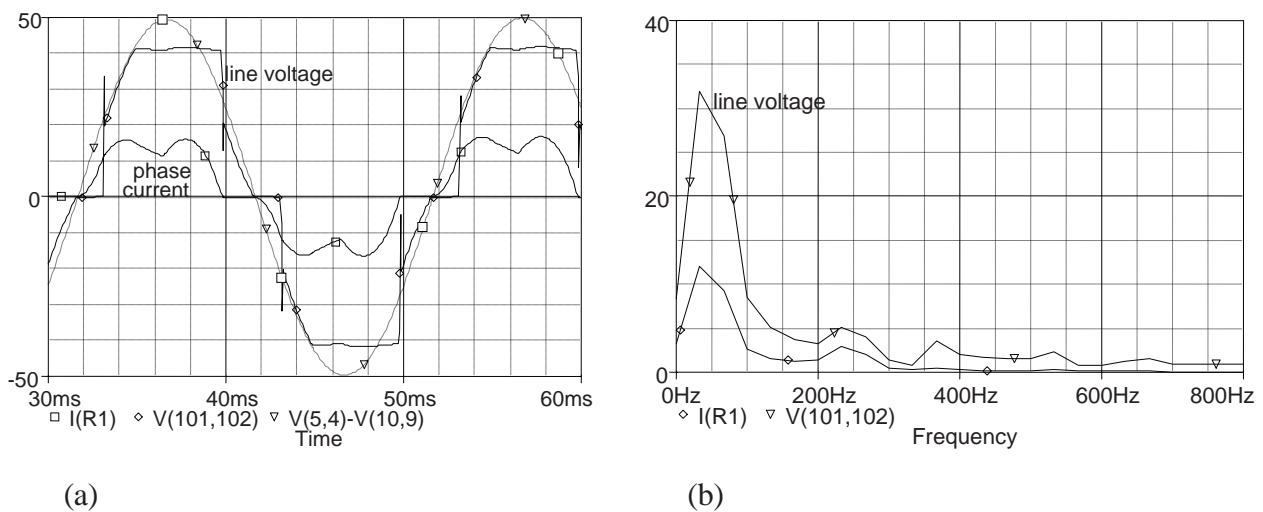 50
line voltage
phase
current
0
-50
30ms
40ms
50ms
60ms
I(R1) V(101,102) V(5,4)-V(10,9)
Time
(a)
40
line voltage
20
0
0Hz
200Hz
400Hz
600Hz
800Hz
I(R1) V(101,102)
Frequency
(b)